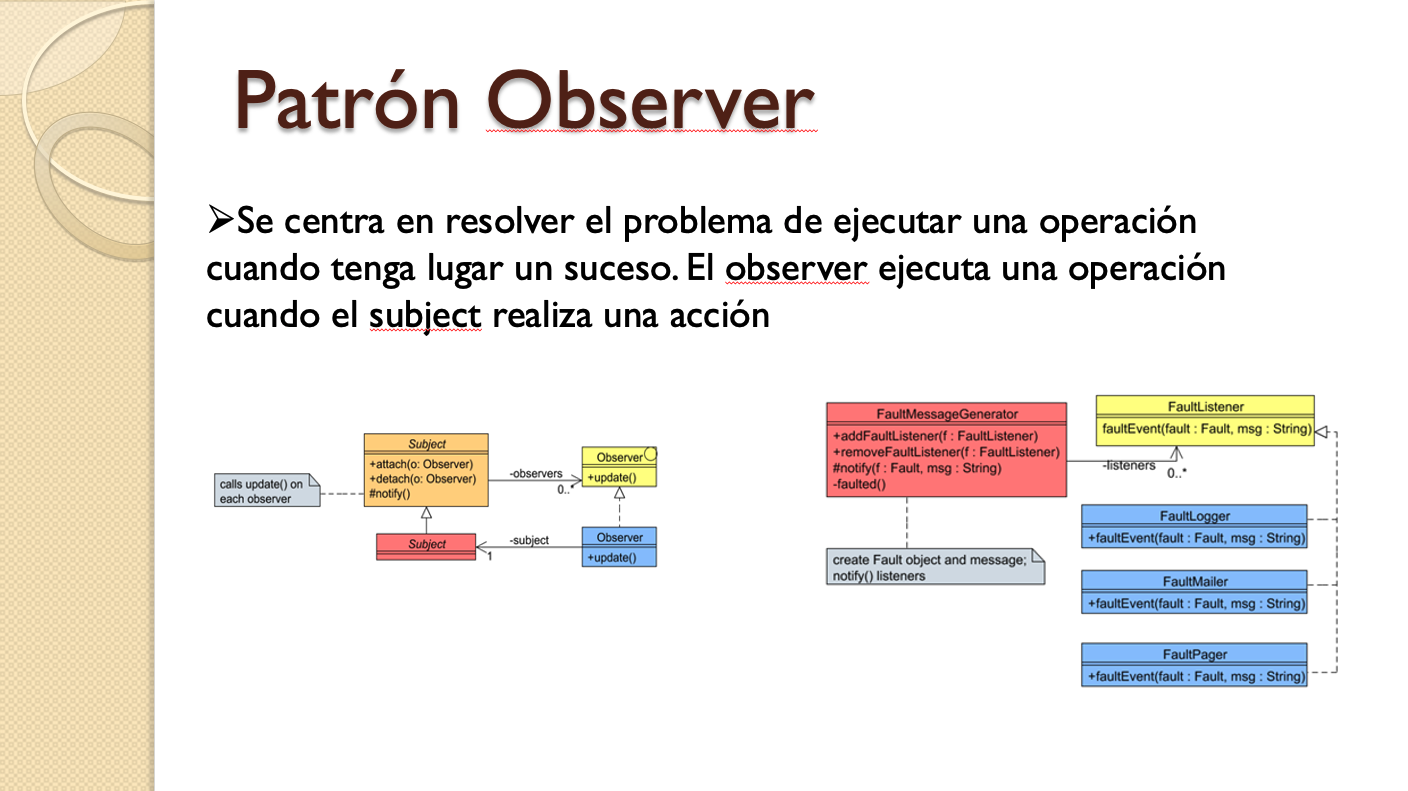 Patrón Observer
➢Se centra en resolver el problema de ejecutar una operación
cuando tenga lugar un suceso. El observer ejecuta una operación
cuando el subject realiza una acción
calls update() on
each observer
Subject
+attach(o: Observer)
+detach(o: Observer)
#notify()
-observers
0..*
Observer
+update()
Subject
-subject
1
Observer
+update()
FaultMessageGenerator
+addFaultListener(f : FaultListener)
+removeFaultListener(f : FaultListener)
#notify(f : Fault, msg : String)
-faulted()
-listeners
0..*
FaultListener
faultEvent(fault : Fault, msg : String)
create Fault object and message;
notify() listeners
FaultLogger
+faultEvent(fault : Fault, msg : String)
FaultMailer
+faultEvent(fault : Fault, msg : String)
FaultPager
+faultEvent(fault : Fault, msg : String)